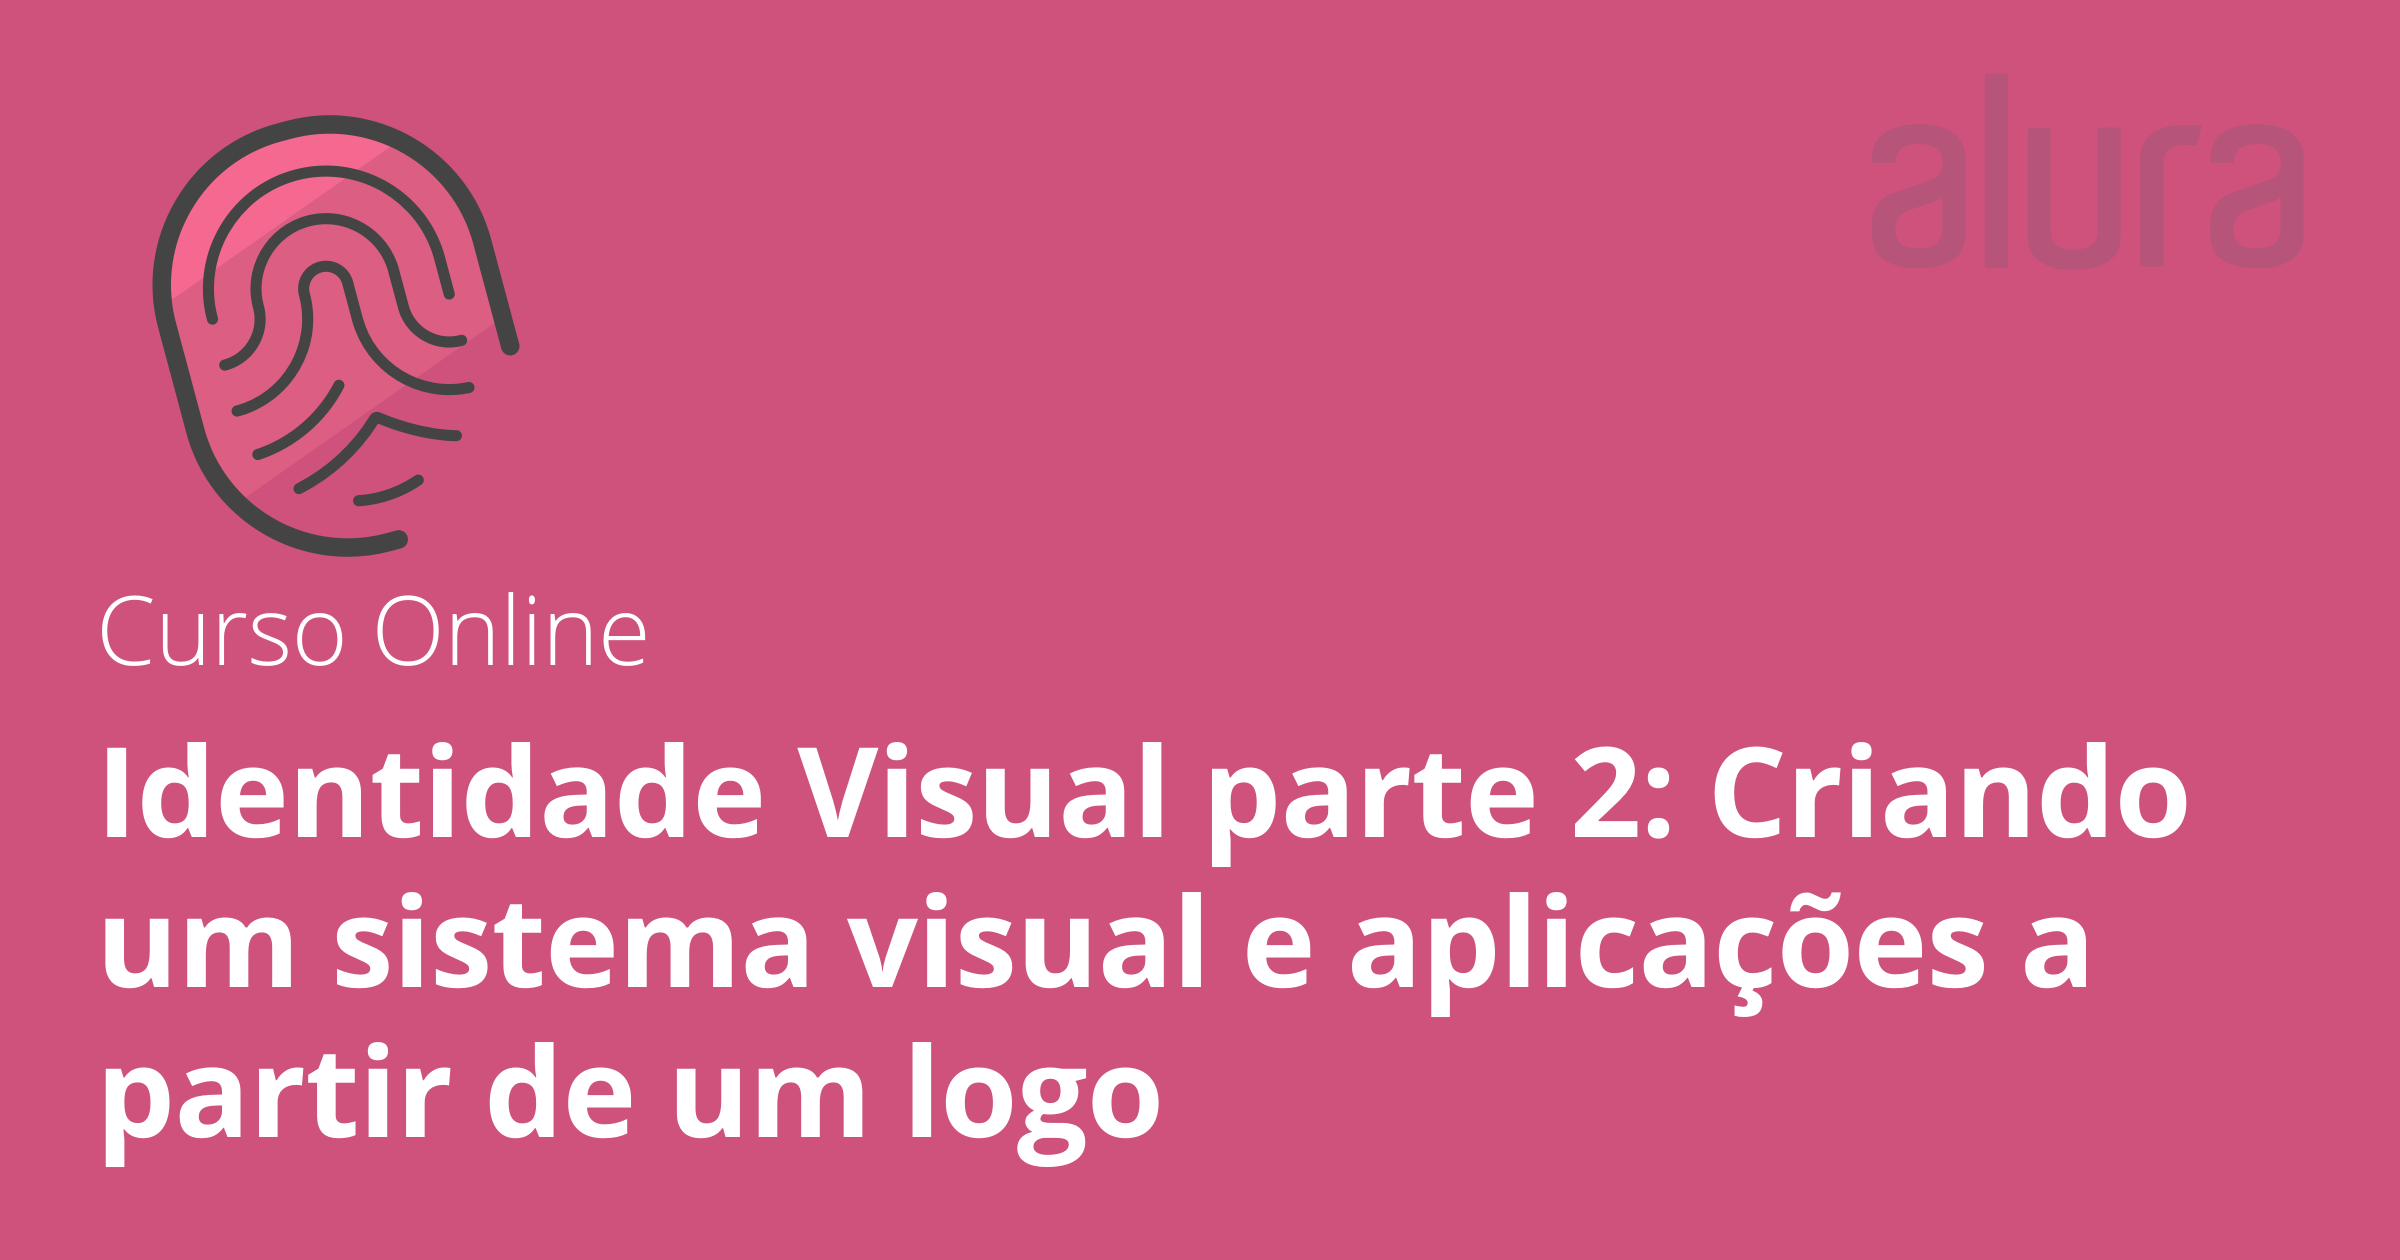 alura
Curso Online
Identidade Visual parte 2: Criando
um sistema visual e aplicações a
partir de um logo